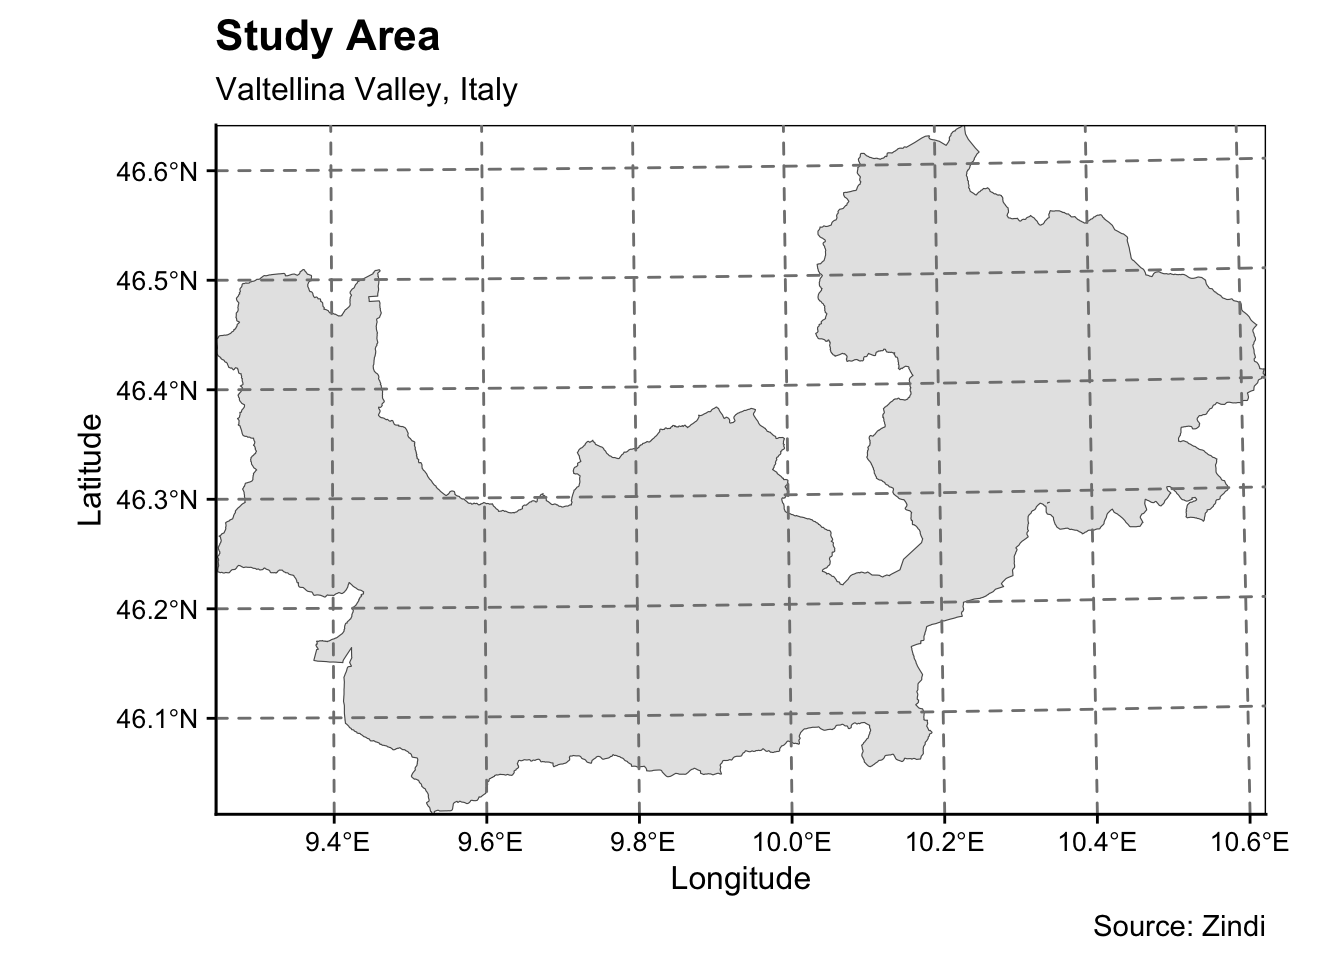 Study Area
Valtellina Valley, Italy
46.6°N
46.5°N
46.4°N
46.3°N
46.2°N
46.1°N
Latitude
9.4°E 9.6°E 9.8°E 10.0°E 10.2°E 10.4°E 10.6°E
Longitude
Source: Zindi